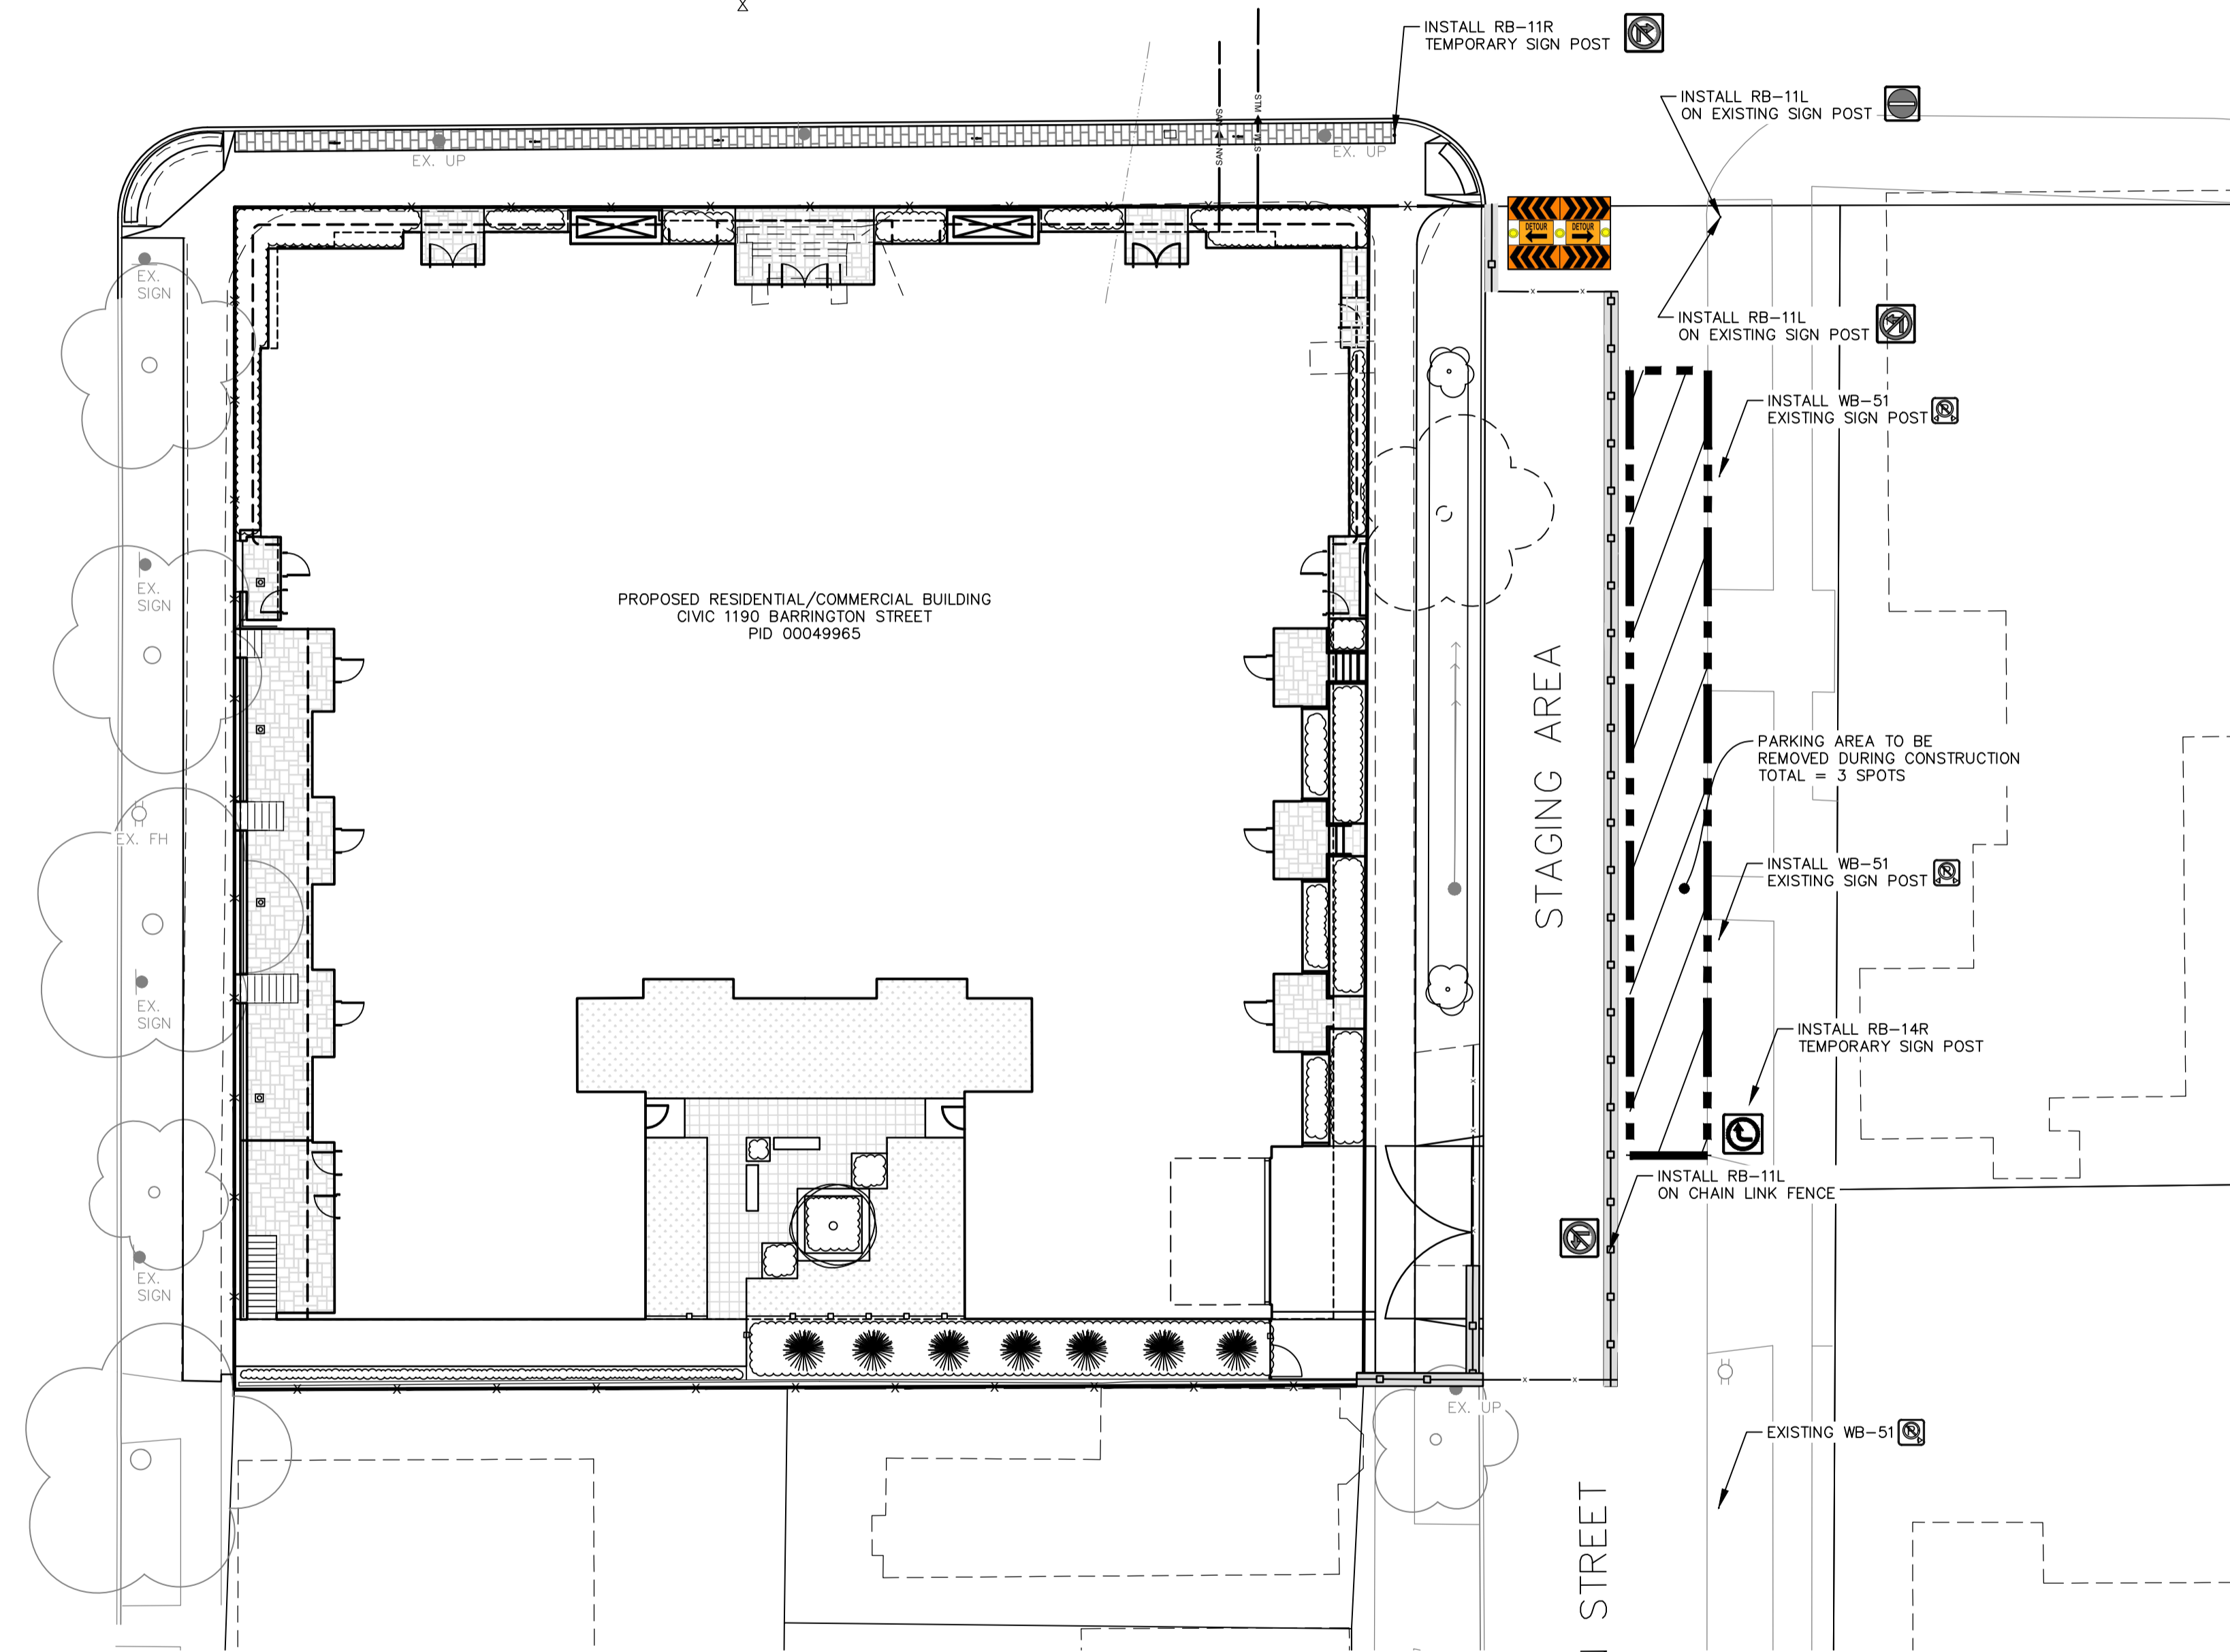 INSTALL RB-11R
TEMPORARY SIGN POST
INSTALL RB-11L
ON EXISTING SIGN POST
SAN
STM
SAN
EX. UP
EX. UP
DETOUR
DETOUR
EX.
SIGN
INSTALL RB-11L
ON EXISTING SIGN POST
INSTALL WB-51
EXISTING SIGN POST
EX.
SIGN
PROPOSED RESIDENTIAL/COMMERCIAL BUILDING
CIVIC 1190 BARRINGTON STREET
PID 00049965
STAGING AREA
PARKING AREA TO BE
REMOVED DURING CONSTRUCTION
TOTAL = 3 SPOTS
EX. FH
INSTALL WB-51
EXISTING SIGN POST
EX.
SIGN
INSTALL RB-14R
TEMPORARY SIGN POST
INSTALL RB-11L
ON CHAIN LINK FENCE
EX.
SIGN
EX. UP
EXISTING WB-51
STREET